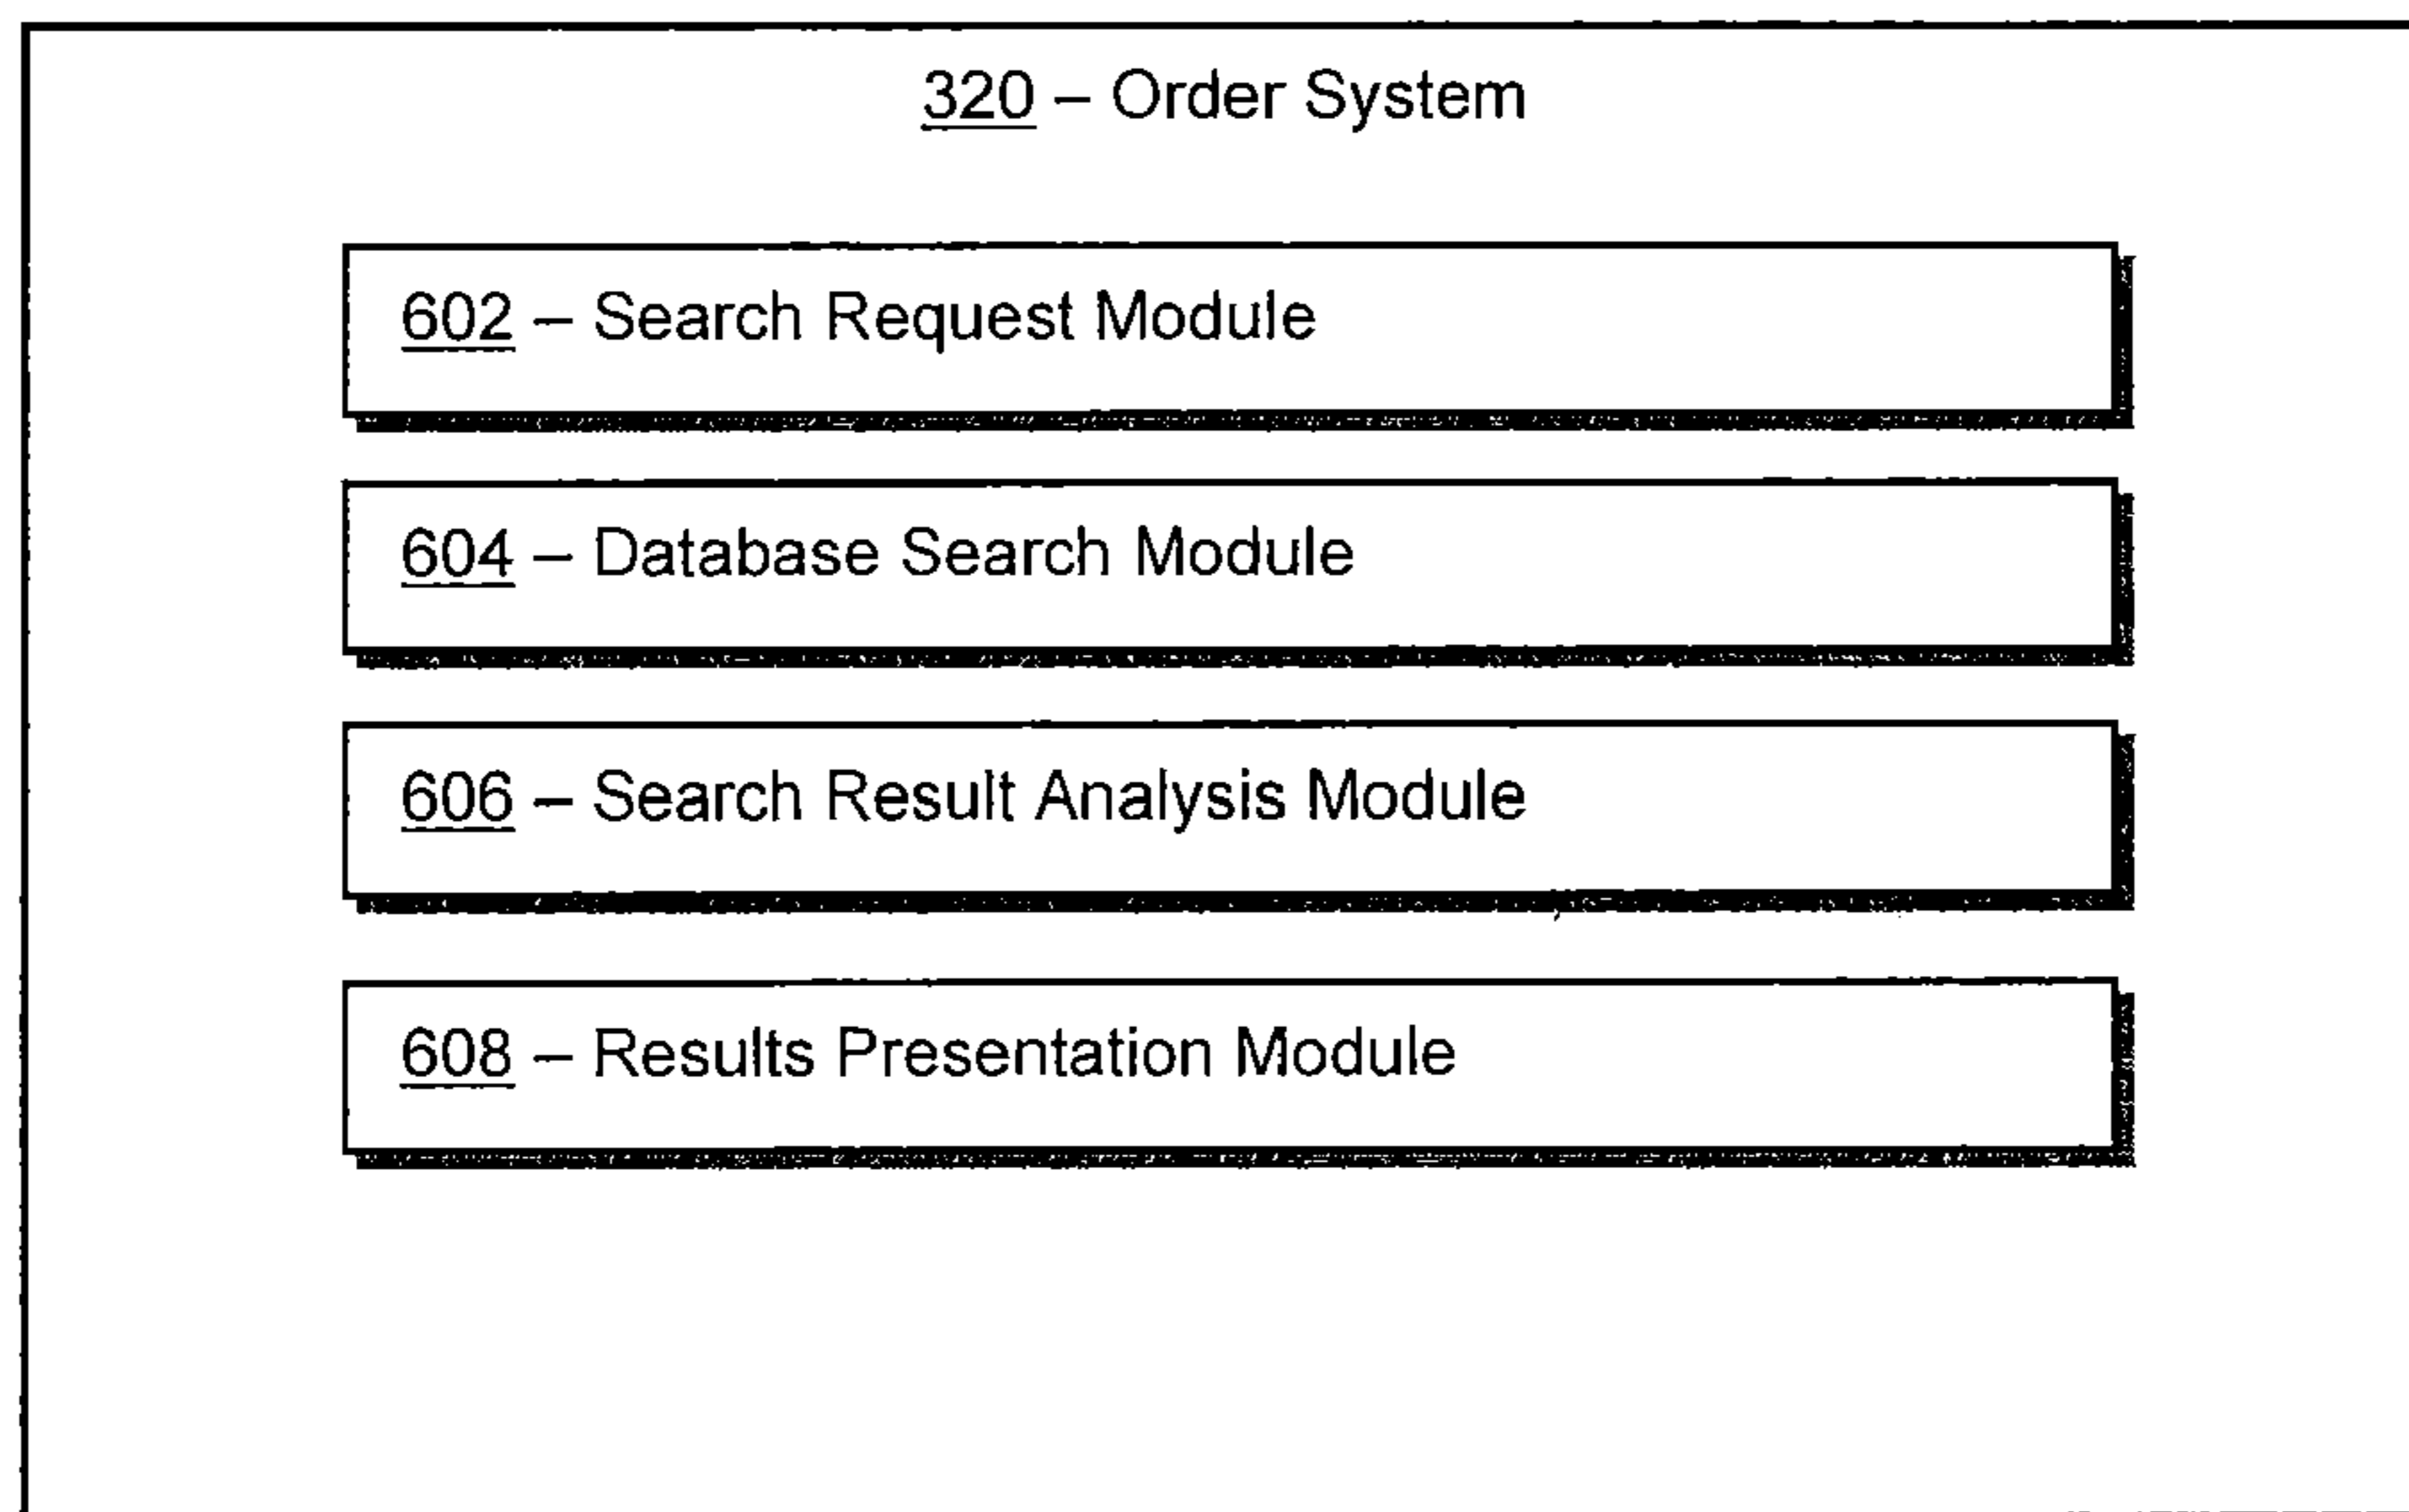 320 – Order System
602 – Search Request Module
604 – Database Search Module
606 – Search Result Analysis Module
608 – Results Presentation Module